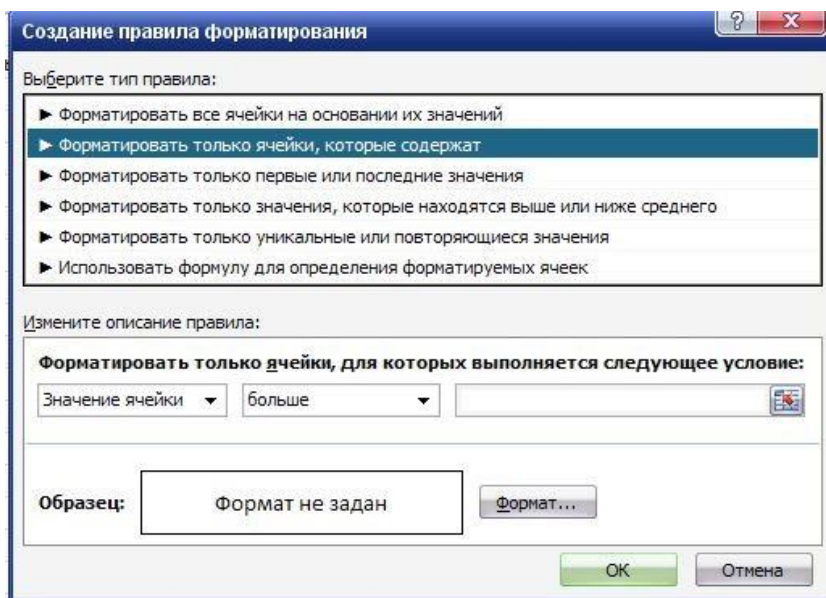 Создание правила форматирования
Выберите тип правила:
► Форматировать все ячейки на основании их значений
► Форматировать только ячейки, которые содержат
► Форматировать только первые или последние значения
► Форматировать только значения, которые находятся выше или ниже среднего
► Форматировать только уникальные или повторяющиеся значения
► Использовать формулу для определения форматируемых ячеек
Измените описание правила:
Форматировать только ячейки, для которых выполняется следующее условие:
Значение ячейки больше
Образец: Формат не задан Формат...
ОК Отмена